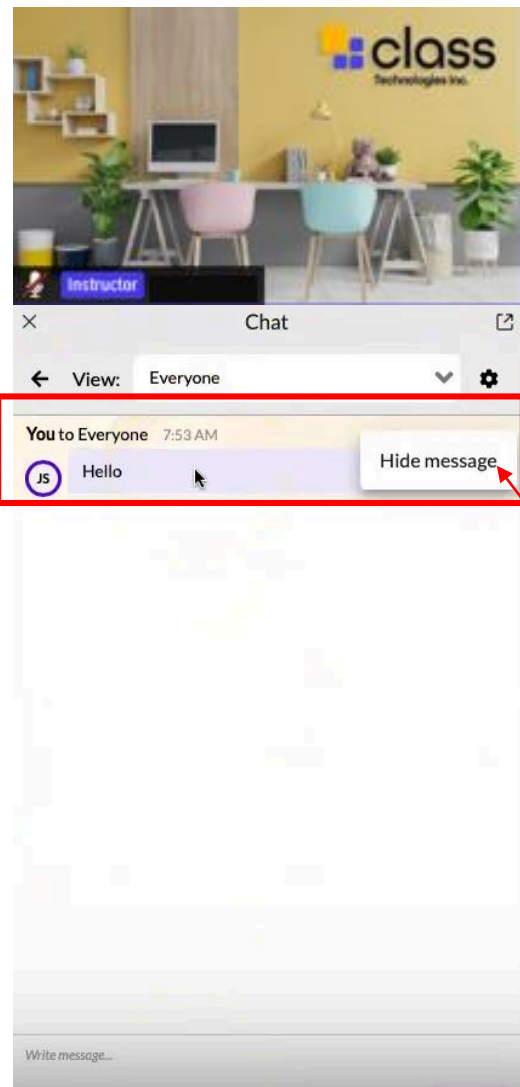 class
Technologies Inc.
Instructor
Chat
View: Everyone
You to Everyone 7:53 AM
Hide message
JS Hello
Write message...